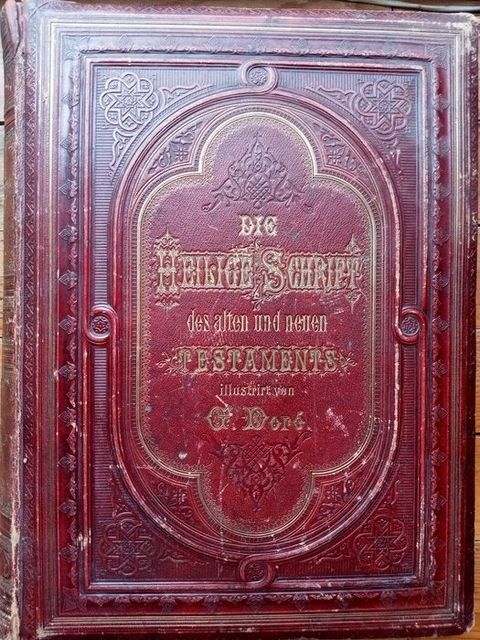 DIE
HEILIGE SCHRIFT
des alten und neuen
TESTAMENTS
illustrirt von
G. Doré.